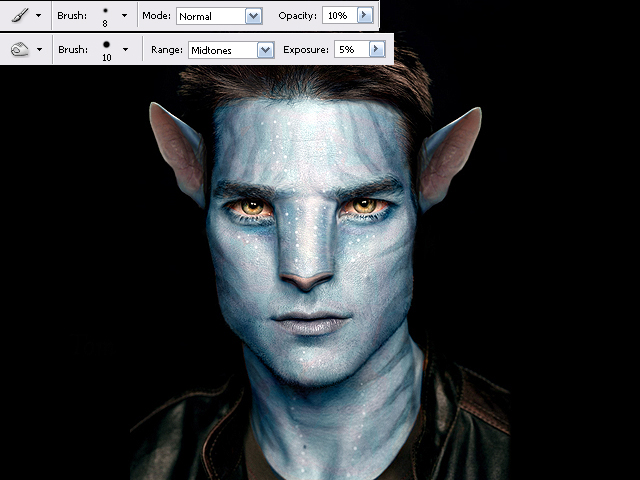 Brush: 8 Mode: Normal Opacity: 10%
Brush: 10 Range: Midtones Exposure: 5%